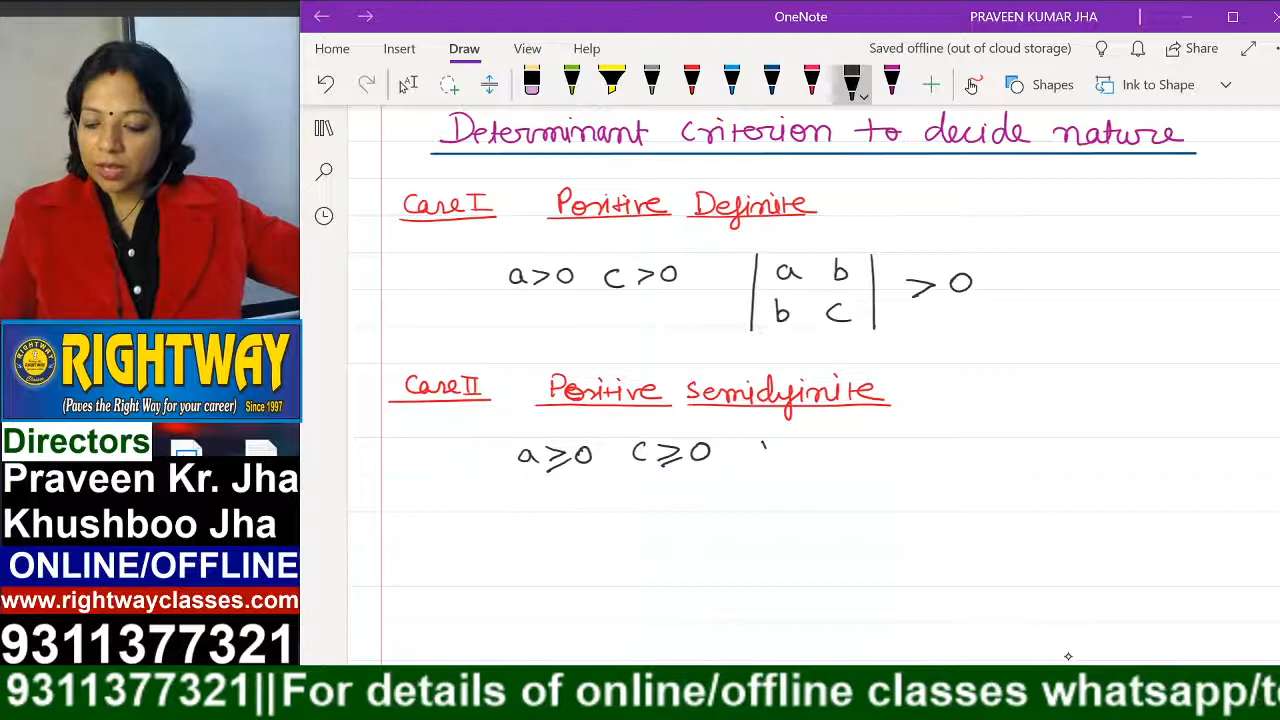 OneNote
PRAVEEN KUMAR JHA
Home Insert Draw View Help
Saved offline (out of cloud storage)
Share
Shapes
Ink to Shape
Determinant criterion to decide nature
Case I Positive Definite
a>0 c>0 | a b | > 0
| b c |
Case II Positive semidefinite
a≥0 c≥0
RIGHTWAY
(Paves the Right Way for your career) Since 1997
Directors
Praveen Kr. Jha
Khushboo Jha
ONLINE/OFFLINE
www.rightwayclasses.com
9311377321
9311377321||For details of online/offline classes whatsapp/te